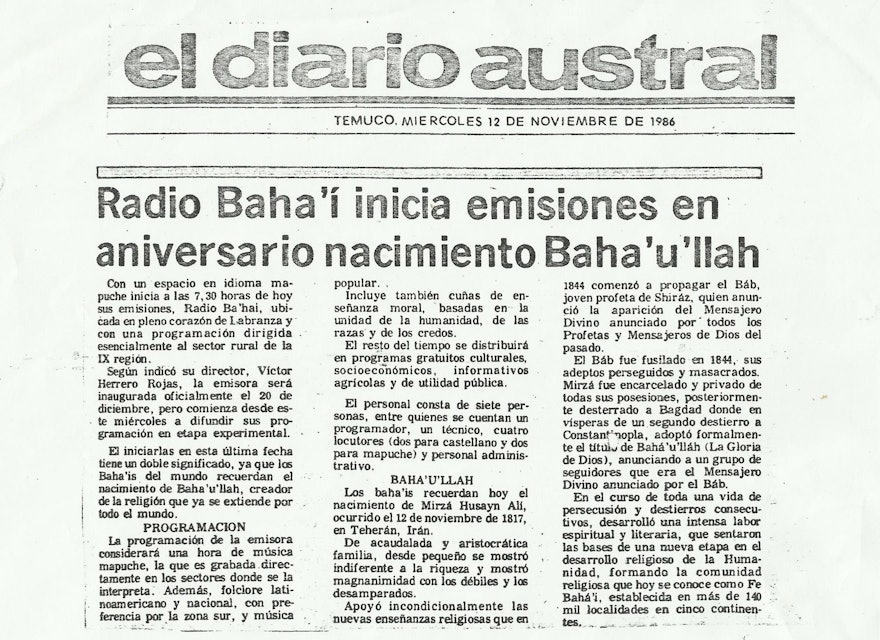 el diario austral
TEMUCO, MIERCOLES 12 DE NOVIEMBRE DE 1986
Radio Baha'í inicia emisiones en
aniversario nacimiento Baha'u'llah
Con un espacio en idioma ma-
puche inicia a las 7,30 horas de hoy
sus emisiones, Radio Ba'hai, ubi-
cada en pleno corazón de Labranza y
con una programación dirigida
esencialmente al sector rural de la
IX región.
Según indicó su director, Víctor
Herrero Rojas, la emisora será
inaugurada oficialmente el 20 de
diciembre, pero comienza desde es-
te miércoles a difundir sus pro-
gramación en etapa experimental.
El iniciarlas en esta última fecha
tiene un doble significado, ya que los
Baha'is del mundo recuerdan el
nacimiento de Baha'u'llah, creador
de la religión que ya se extiende por
todo el mundo.
PROGRAMACION
La programación de la emisora
considerará una hora de música
mapuche, la que es grabada direc-
tamente en los sectores donde se la
interpreta. Además, folclore lati-
noamericano y nacional, con pre-
ferencia por la zona sur, y música
popular.
Incluye también cuñas de en-
señanza moral, basadas en la
unidad de la humanidad, de las
razas y de los credos.
El resto del tiempo se distribuirá
en programas gratuitos culturales,
socioeconómicos, informativos
agrícolas y de utilidad pública.
El personal consta de siete per-
sonas, entre quienes se cuentan un
programador, un técnico, cuatro
locutores (dos para castellano y dos
para mapuche) y personal adminis-
trativo.
BAHA'U'LLAH
Los baha'is recuerdan hoy el
nacimiento de Mirzá Husayn Alí,
ocurrido el 12 de noviembre de 1817,
en Teherán, Irán.
De acaudalada y aristocrática
familia, desde pequeño se mostró
indiferente a la riqueza y mostró
magnanimidad con los débiles y los
desamparados.
Apoyó incondicionalmente las
nuevas enseñanzas religiosas que en
1844 comenzó a propagar el Báb,
joven profeta de Shiráz, quien anun-
ció la aparición del Mensajero
Divino anunciado por todos los
Profetas y Mensajeros de Dios del
pasado.
El Báb fue fusilado en 1844, sus
adeptos perseguidos y masacrados.
Mirzá fue encarcelado y privado de
todas sus posesiones, posteriormen-
te desterrado a Bagdad donde en
vísperas de un segundo destierro a
Constantinopla, adoptó formalmen-
te el título de Bahá'u'lláh (La Gloria
de Dios), anunciando a un grupo de
seguidores que era el Mensajero
Divino anunciado por el Báb.
En el curso de toda una vida de
persecución y destierros consecu-
tivos, desarrolló una intensa labor
espiritual y literaria, que sentaron
las bases de una nueva etapa en el
desarrollo religioso de la Huma-
nidad, formando la comunidad
religiosa que hoy se conoce como Fe
Bahá'i, establecida en más de 140
mil localidades en cinco continen-
tes.